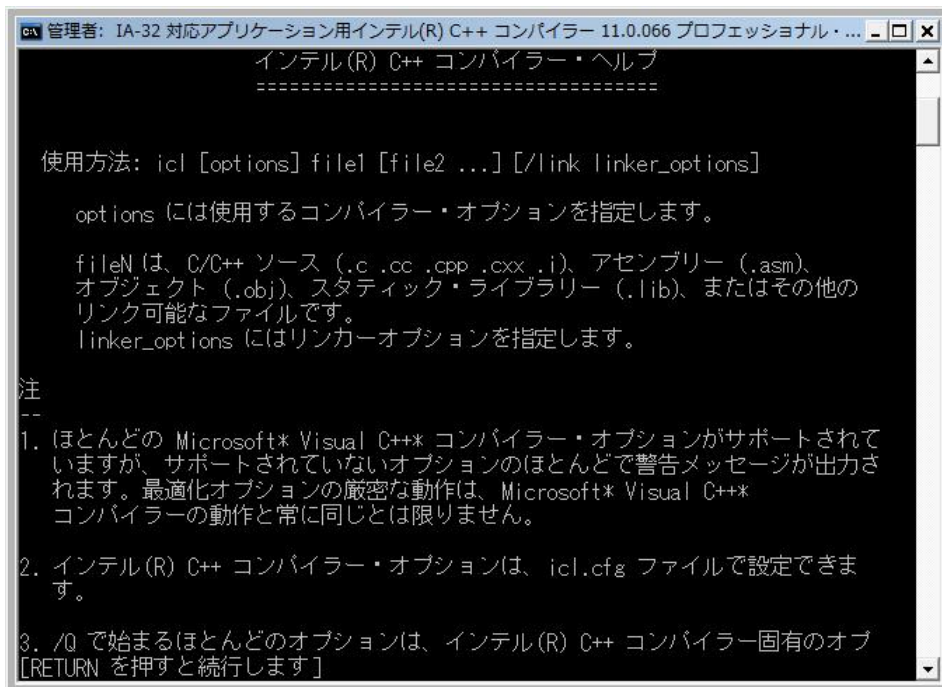 管理者: IA-32 対応アプリケーション用インテル(R) C++ コンパイラー 11.0.066 プロフェッショナル・...
インテル(R) C++ コンパイラー・ヘルプ
====================================
使用方法: icl [options] file1 [file2 ...] [/link linker_options]
options には使用するコンパイラー・オプションを指定します。
fileN は、C/C++ ソース (.c .cc .cpp .cxx .i)、アセンブリー (.asm)、
オブジェクト (.obj)、スタティック・ライブラリー (.lib)、またはその他の
リンク可能なファイルです。
linker_options にはリンカーオプションを指定します。
注
--
1. ほとんどの Microsoft* Visual C++* コンパイラー・オプションがサポートされて
いますが、サポートされていないオプションのほとんどで警告メッセージが出力さ
れます。最適化オプションの厳密な動作は、Microsoft* Visual C++*
コンパイラーの動作と常に同じとは限りません。
2. インテル(R) C++ コンパイラー・オプションは、icl.cfg ファイルで設定できま
す。
3. /Q で始まるほとんどのオプションは、インテル(R) C++ コンパイラー固有のオプ
[RETURN を押すと続行します]